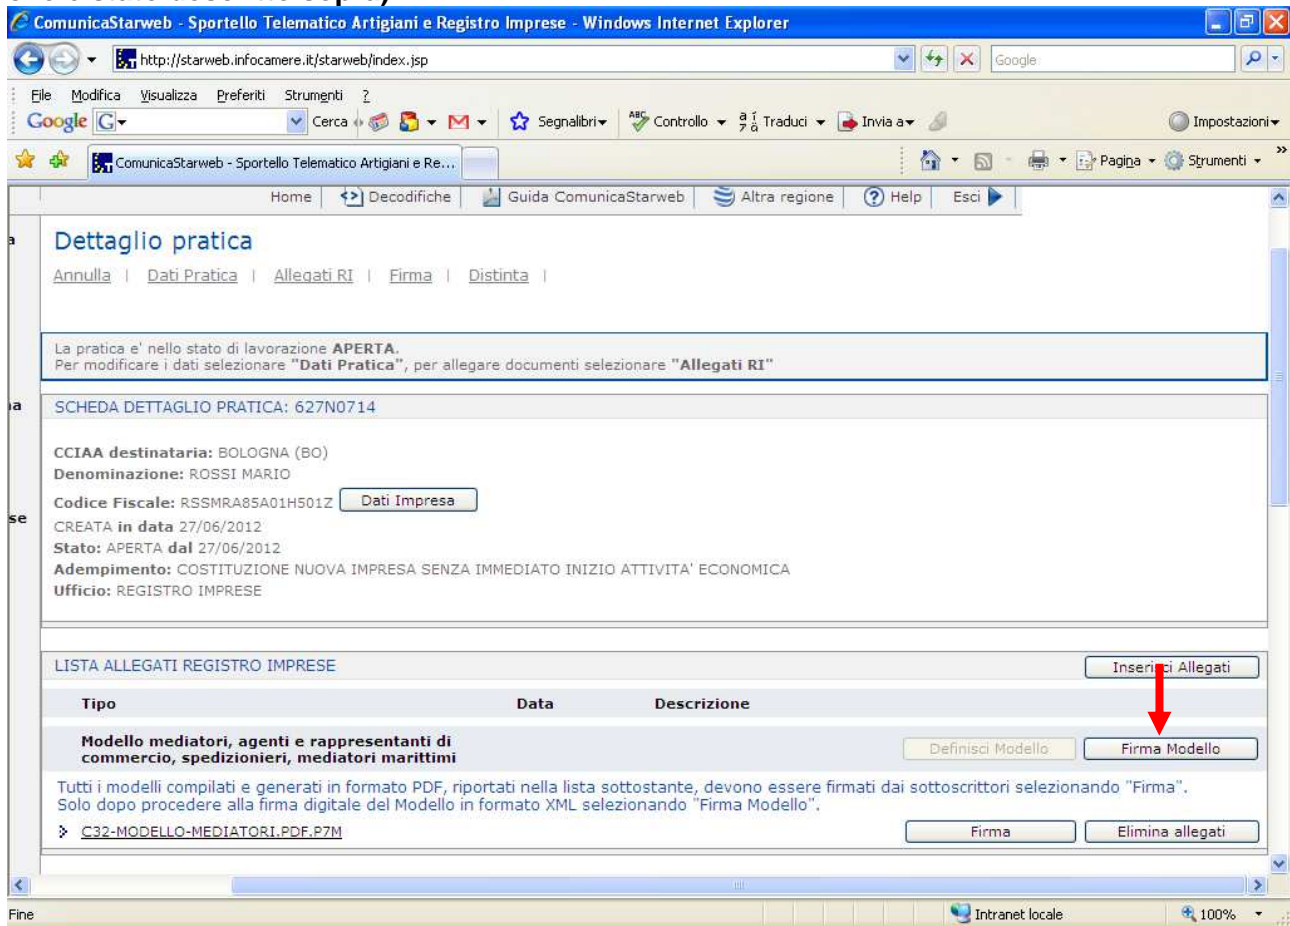 ComunicaStarweb - Sportello Telematico Artigiani e Registro Imprese - Windows Internet Explorer
http://starweb.infocamere.it/starweb/index.jsp
Google
File Modifica Visualizza Preferiti Strumenti ?
Google G Cerca Segnalibri ABC Controllo Traduci Invia a Impostazioni
ComunicaStarweb - Sportello Telematico Artigiani e Re... Pagina Strumenti »
Home Decodifiche Guida ComunicaStarweb Altra regione Help Esci
a
Dettaglio pratica
Annulla | Dati Pratica | Allegati RI | Firma | Distinta |
La pratica e' nello stato di lavorazione APERTA.
Per modificare i dati selezionare "Dati Pratica", per allegare documenti selezionare "Allegati RI"
SCHEDA DETTAGLIO PRATICA: 627N0714
CCIAA destinataria: BOLOGNA (BO)
Denominazione: ROSSI MARIO
Codice Fiscale: RSSMRA85A01H501Z Dati Impresa
se
CREATA in data 27/06/2012
Stato: APERTA dal 27/06/2012
Adempimento: COSTITUZIONE NUOVA IMPRESA SENZA IMMEDIATO INIZIO ATTIVITA' ECONOMICA
Ufficio: REGISTRO IMPRESE
LISTA ALLEGATI REGISTRO IMPRESE Inserisci Allegati
Tipo Data Descrizione
Modello mediatori, agenti e rappresentanti di
commercio, spedizionieri, mediatori marittimi
Definisci Modello Firma Modello
Tutti i modelli compilati e generati in formato PDF, riportati nella lista sottostante, devono essere firmati dai sottoscrittori selezionando "Firma".
Solo dopo procedere alla firma digitale del Modello in formato XML selezionando "Firma Modello".
C32-MODELLO-MEDIATORI.PDF.P7M Firma Elimina allegati
Fine Intranet locale 100%